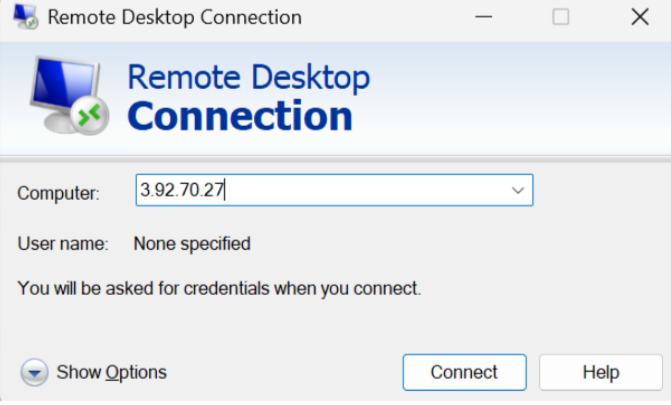 Remote Desktop Connection
Remote Desktop
Connection
Computer: 3.92.70.27
User name: None specified
You will be asked for credentials when you connect.
Show Options Connect Help